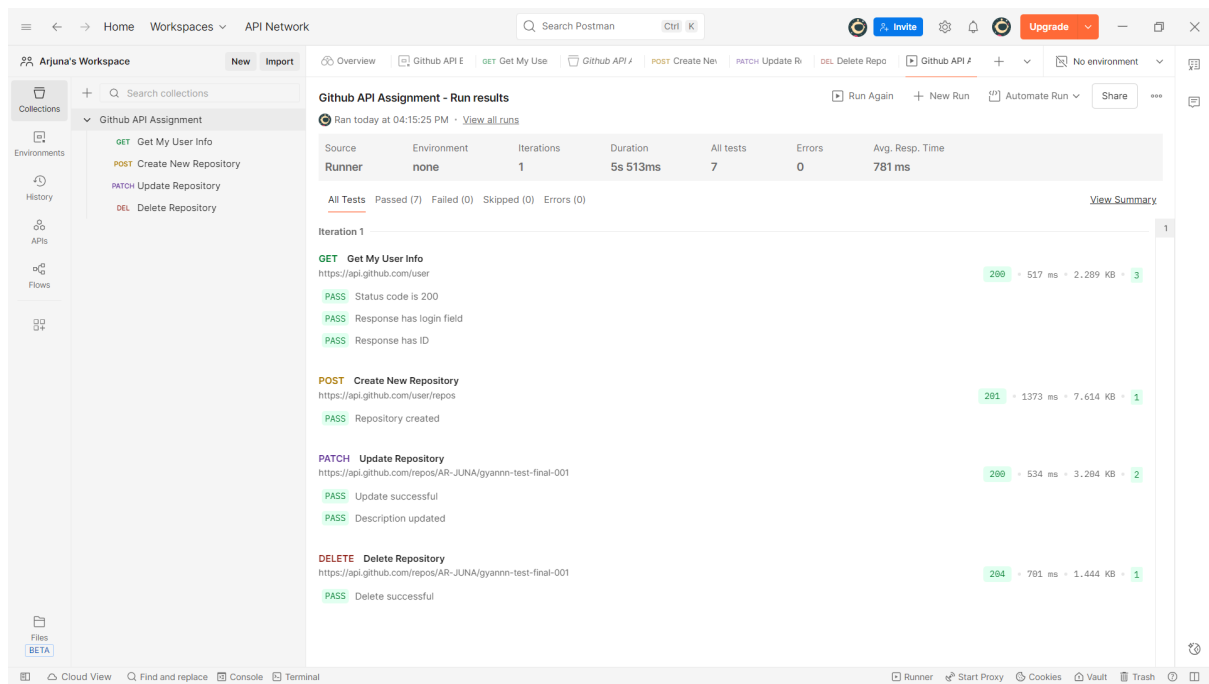 Home Workspaces API Network
Search Postman Ctrl K
Invite
Upgrade
Arjuna's Workspace New Import
Overview Github API E GET Get My Use Github API A POST Create Nev PATCH Update R DEL Delete Repo Github API A No environment
Collections
Environments
History
APIs
Flows
Files
BETA
Search collections
Github API Assignment
GET Get My User Info
POST Create New Repository
PATCH Update Repository
DEL Delete Repository
Github API Assignment - Run results
Run Again New Run Automate Run Share
Ran today at 04:15:25 PM · View all runs
Source Environment Iterations Duration All tests Errors Avg. Resp. Time
Runner none 1 5s 513ms 7 0 781 ms
All Tests Passed (7) Failed (0) Skipped (0) Errors (0) View Summary
Iteration 1
1
GET Get My User Info
https://api.github.com/user
200 • 517 ms • 2.289 KB • 3
PASS Status code is 200
PASS Response has login field
PASS Response has ID
POST Create New Repository
https://api.github.com/user/repos
201 • 1373 ms • 7.614 KB • 1
PASS Repository created
PATCH Update Repository
https://api.github.com/repos/AR-JUNA/gyannn-test-final-001
200 • 534 ms • 3.204 KB • 2
PASS Update successful
PASS Description updated
DELETE Delete Repository
https://api.github.com/repos/AR-JUNA/gyannn-test-final-001
204 • 701 ms • 1.444 KB • 1
PASS Delete successful
Cloud View Find and replace Console Terminal
Runner Start Proxy Cookies Vault Trash